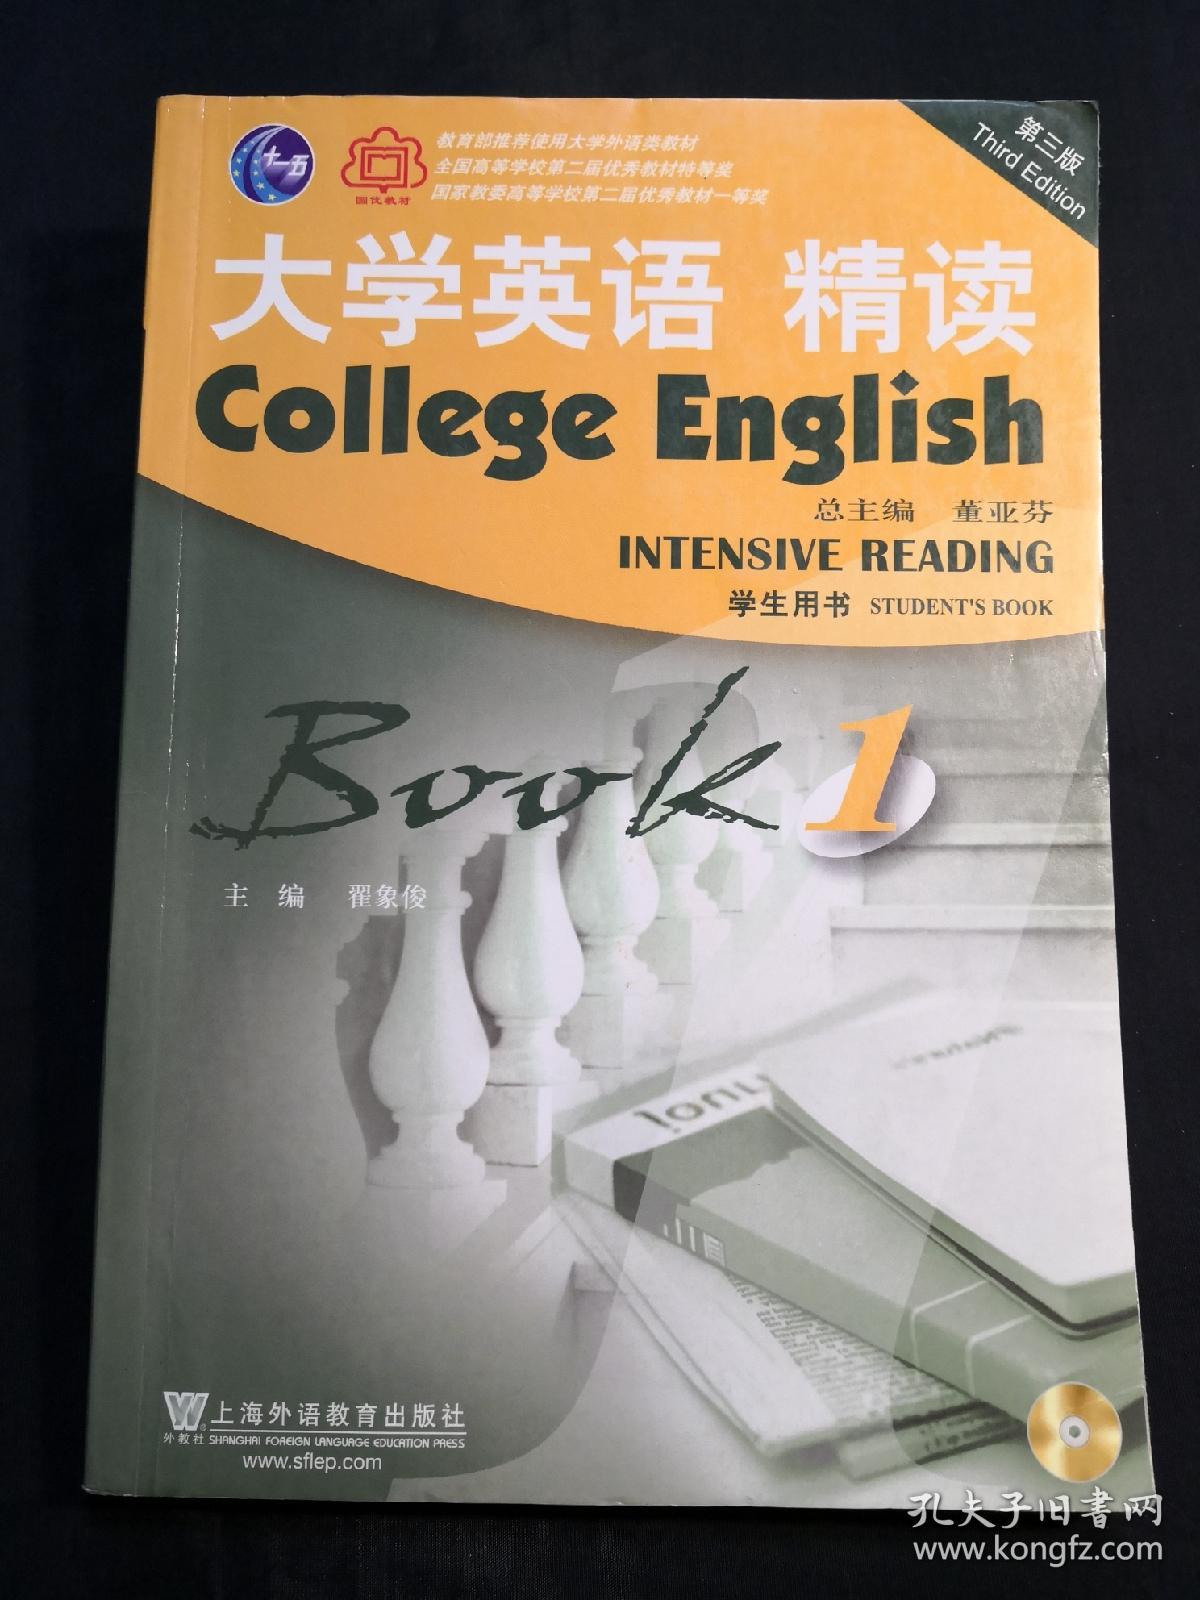 十一五
国优教材
教育部推荐使用大学外语类教材
全国高等学校第二届优秀教材特等奖
国家教委高等学校第二届优秀教材一等奖
第三版
Third Edition
大学英语 精读
College English
总主编 董亚芬
INTENSIVE READING
学生用书 STUDENT'S BOOK
Book 1
主 编 翟象俊
上海外语教育出版社
外教社 SHANGHAI FOREIGN LANGUAGE EDUCATION PRESS
www.sflep.com
孔夫子旧书网
www.kongfz.com